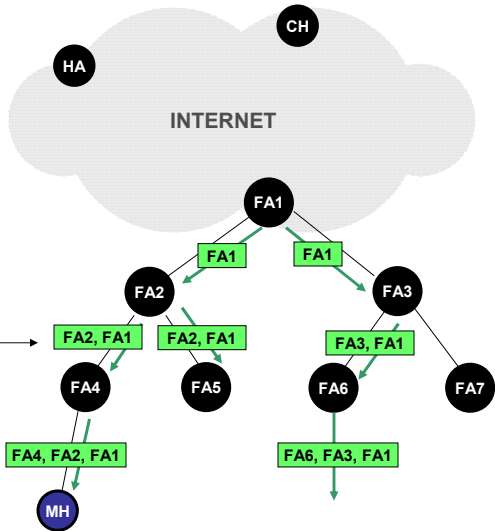 CH
HA
INTERNET
FA1
FA1
FA1
FA2
FA3
FA2, FA1
FA2, FA1
FA3, FA1
FA4
FA5
FA6
FA7
FA4, FA2, FA1
FA6, FA3, FA1
MH